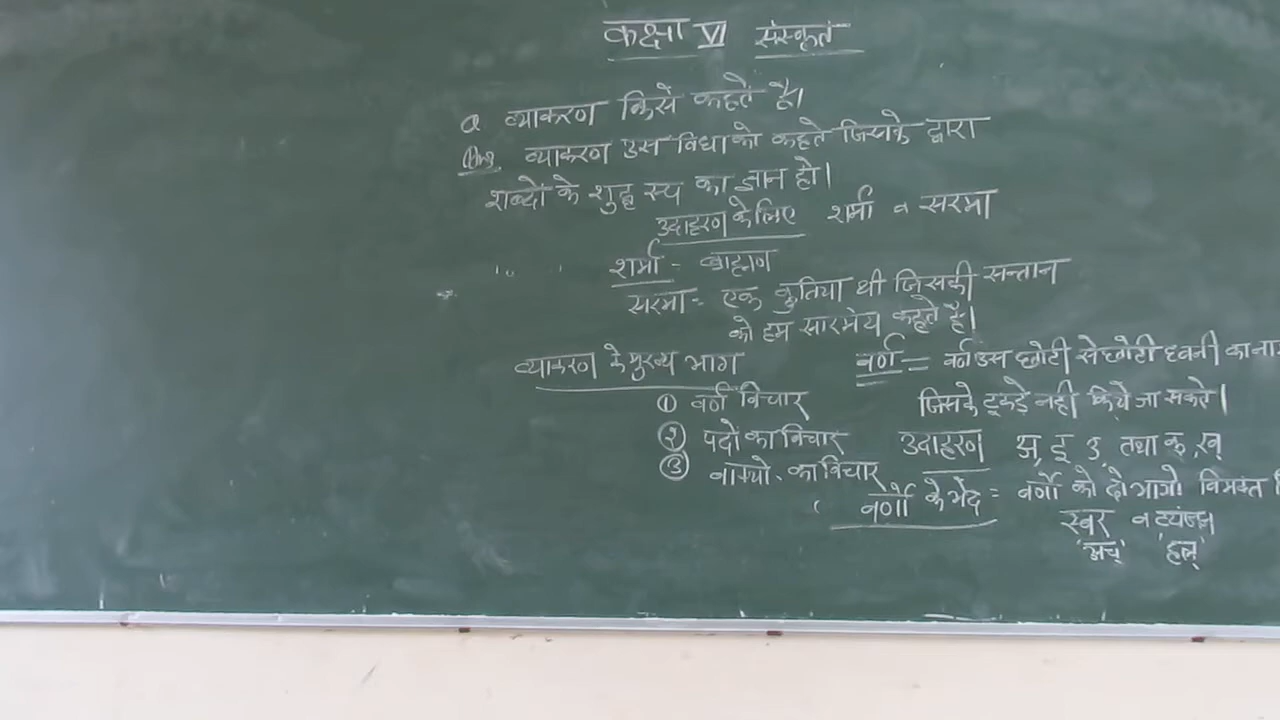 कक्षा VI संस्कृत
Q व्याकरण किसे कहते है।
Ans व्याकरण उस विधा को कहते जिसके द्वारा
शब्दो के शुद्ध रुप का ज्ञान हो।
उदाहरण के लिए शर्मा व सरमा
शर्मा - ब्राह्मण
सरमा = एक कुतिया थी जिसकी सन्तान
को हम सारमेय कहते है।
व्याकरण के मुख्य भाग
① वर्ण विचार
② पदो का विचार
③ वाक्यो का विचार
वर्ण = वर्ण उस छोटी से छोटी ध्वनी का
जिसके टुकड़े नही किये जा सकते।
उदाहरण अ, इ उ, तथा क्, ख्
वर्णो के भेद = वर्णो को दो भागो विभक्त
स्वर व व्यंजन
'अच्' 'हल्'